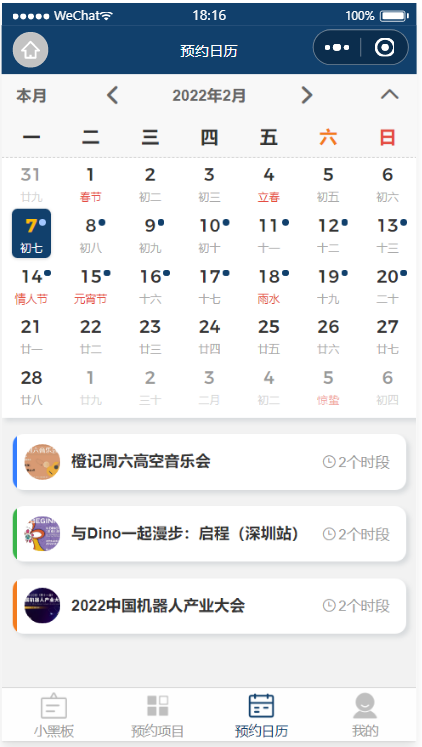 WeChat 18:16 100%
预约日历
本月 2022年2月
一 二 三 四 五 六 日
31 1 2 3 4 5 6
廿九 春节 初二 初三 立春 初五 初六
7 8 9 10 11 12 13
初七 初八 初九 初十 十一 十二 十三
14 15 16 17 18 19 20
情人节 元宵节 十六 十七 雨水 十九 二十
21 22 23 24 25 26 27
廿一 廿二 廿三 廿四 廿五 廿六 廿七
28 1 2 3 4 5 6
廿八 廿九 三十 二月 初二 惊蛰 初四
橙记周六高空音乐会 2个时段
与Dino一起漫步：启程（深圳站） 2个时段
2022中国机器人产业大会 2个时段
小黑板 预约项目 预约日历 我的